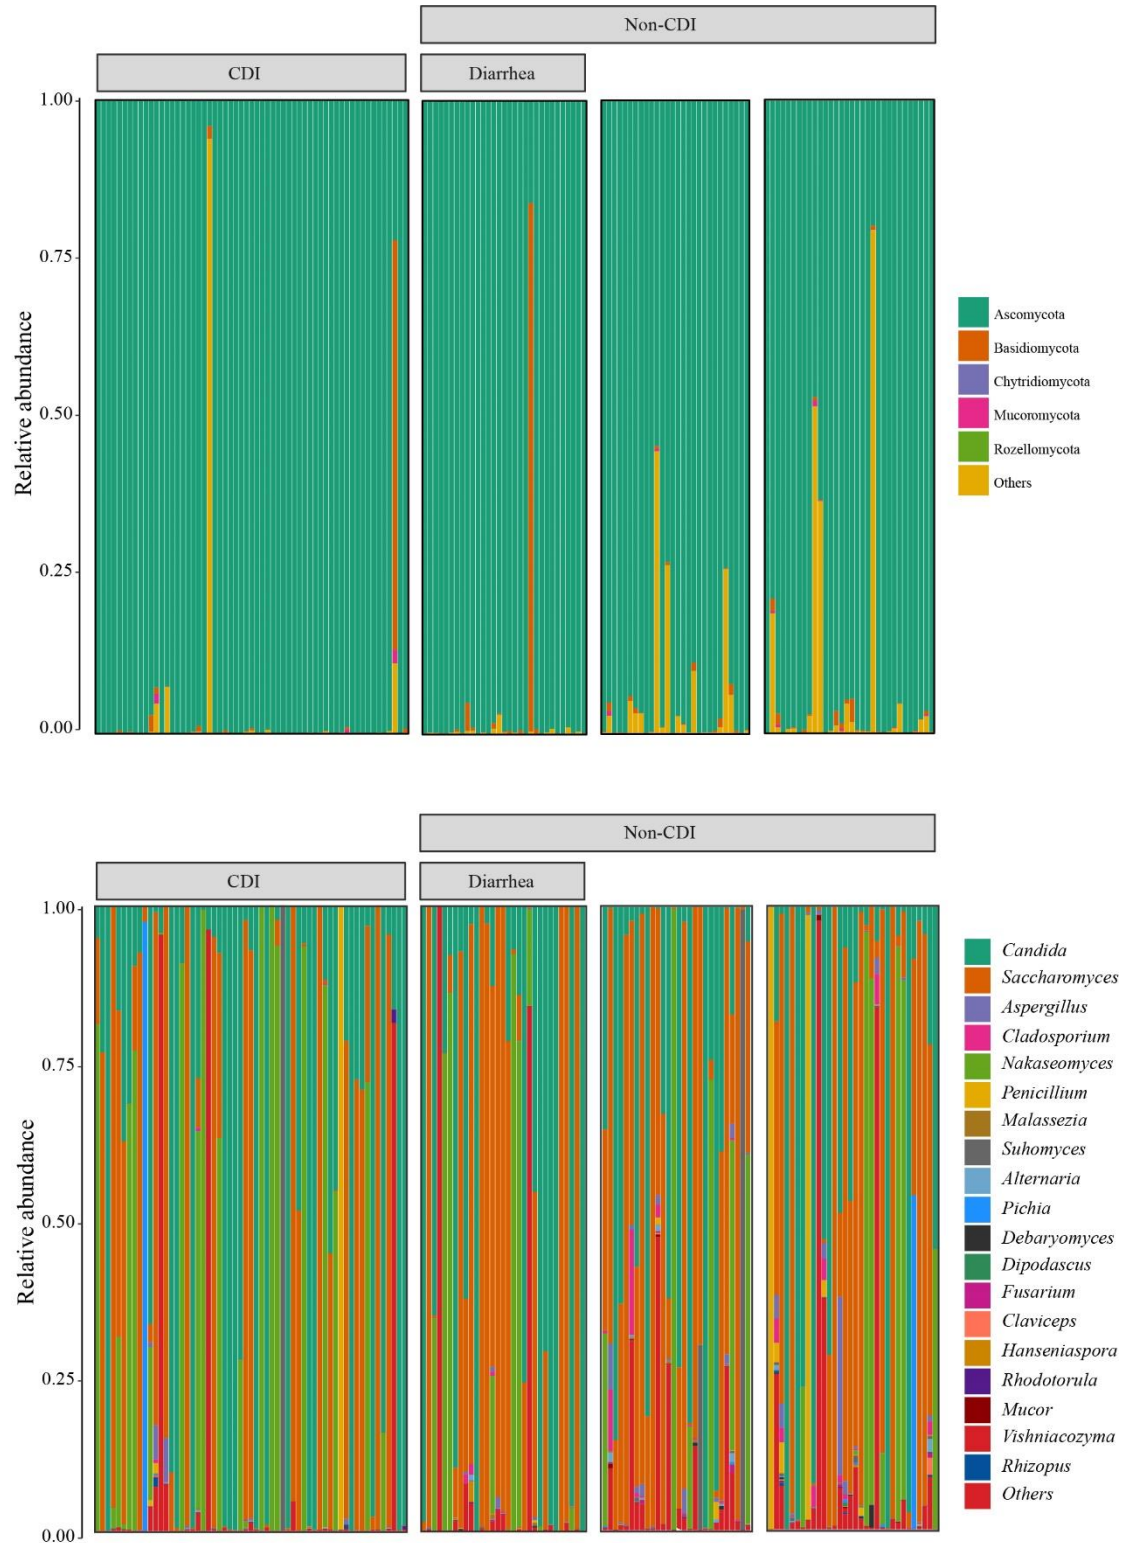 Non-CDI
CDI
Diarrhea
1.00
0.75
0.50
0.25
0.00
Relative abundance
Ascomycota
Basidiomycota
Chytridiomycota
Mucoromycota
Rozellomycota
Others
Non-CDI
CDI
Diarrhea
1.00
0.75
0.50
0.25
0.00
Relative abundance
Candida
Saccharomyces
Aspergillus
Cladosporium
Nakaseomyces
Penicillium
Malassezia
Suhomyces
Alternaria
Pichia
Debaryomyces
Dipodascus
Fusarium
Claviceps
Hanseniaspora
Rhodotorula
Mucor
Vishniacozyma
Rhizopus
Others